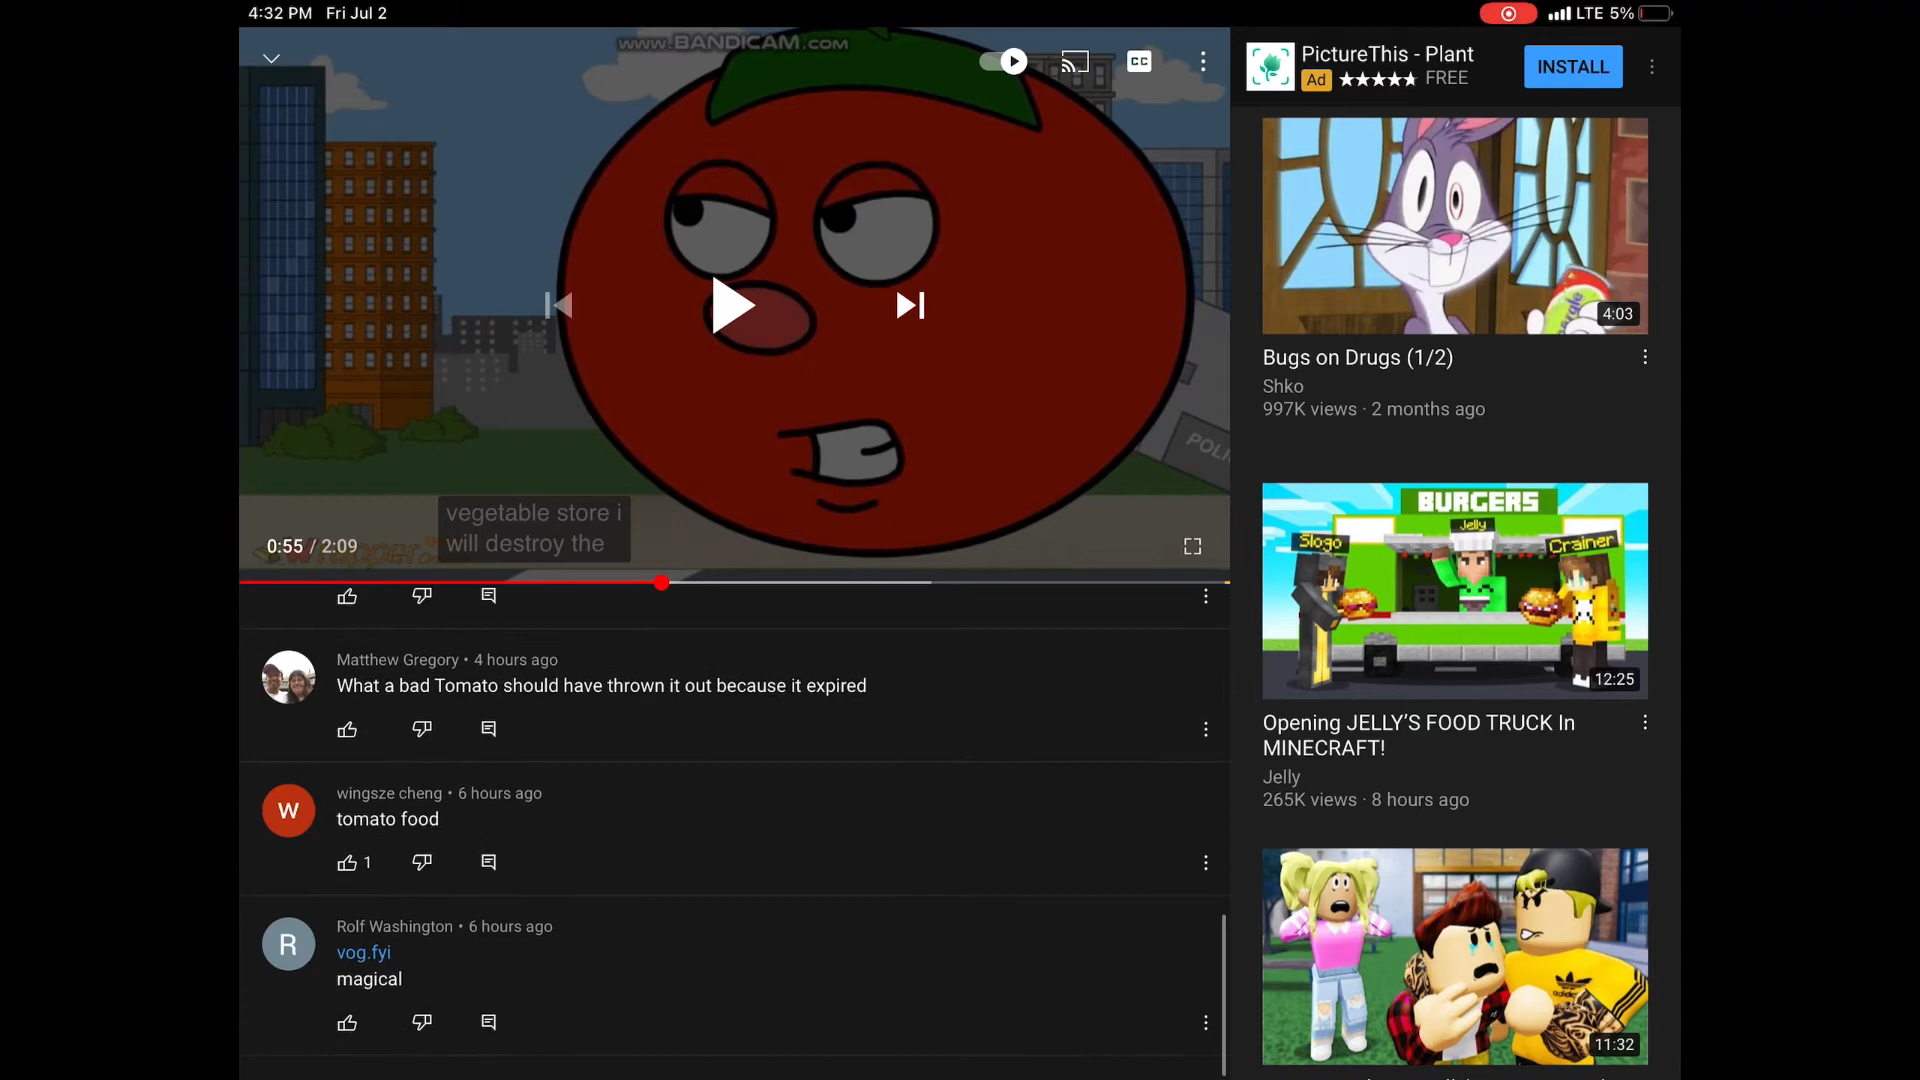 4:32 PM Fri Jul 2
LTE 5%
www.BANDICAM.com
CC
POLI
vegetable store i
will destroy the
0:55 / 2:09
Matthew Gregory • 4 hours ago
What a bad Tomato should have thrown it out because it expired
wingsze cheng • 6 hours ago
W
tomato food
1
Rolf Washington • 6 hours ago
R
vog.fyi
magical
PictureThis - Plant
Ad
FREE
INSTALL
4:03
Bugs on Drugs (1/2)
Shko
997K views · 2 months ago
BURGERS
Jelly
Slogo
Crainer
12:25
Opening JELLY’S FOOD TRUCK In
MINECRAFT!
Jelly
265K views · 8 hours ago
adidas
11:32